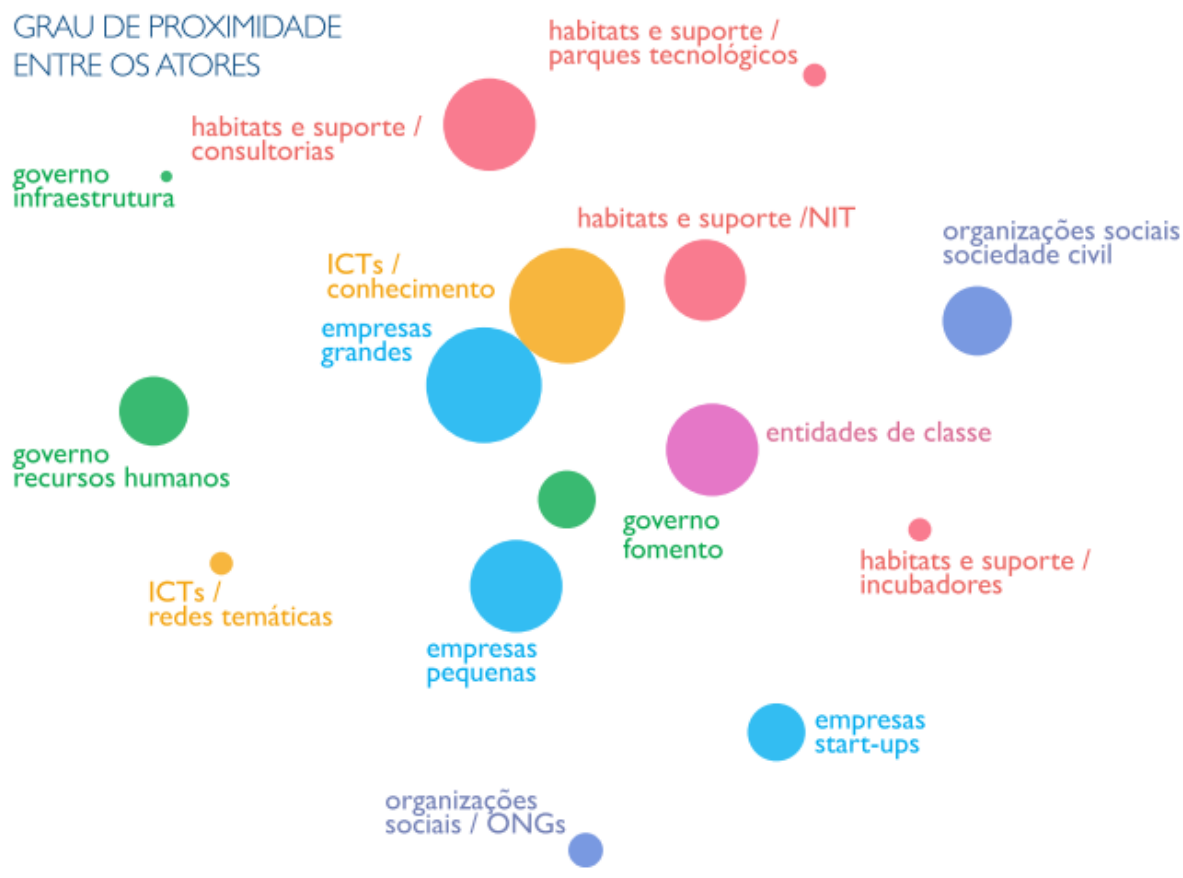 GRAU DE PROXIMIDADE
ENTRE OS ATORES
habitats e suporte /
parques tecnológicos
habitats e suporte /
consultorias
governo
infraestrutura
habitats e suporte /NIT
organizações sociais
sociedade civil
ICTs /
conhecimento
empresas
grandes
entidades de classe
governo
recursos humanos
governo
fomento
habitats e suporte /
incubadores
ICTs /
redes temáticas
empresas
pequenas
empresas
start-ups
organizações
sociais / ONGs